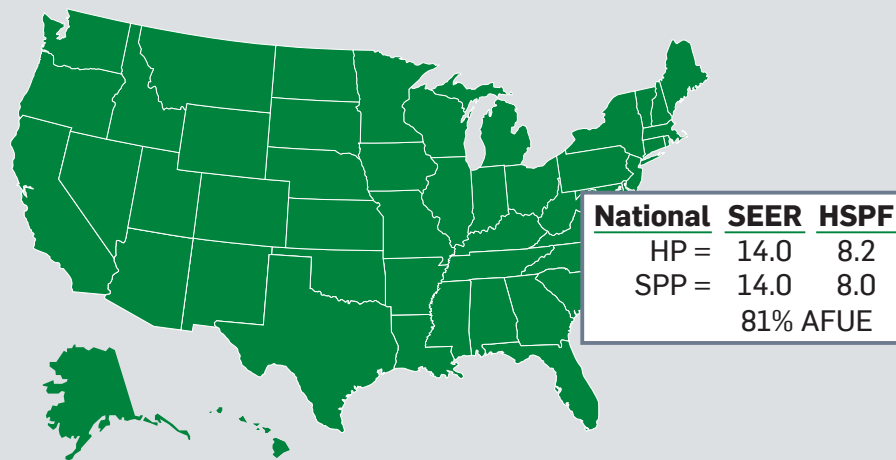 National SEER HSPF
HP = 14.0 8.2
SPP = 14.0 8.0
81% AFUE